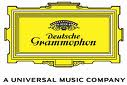 Deutsche
Grammophon
A UNIVERSAL MUSIC COMPANY